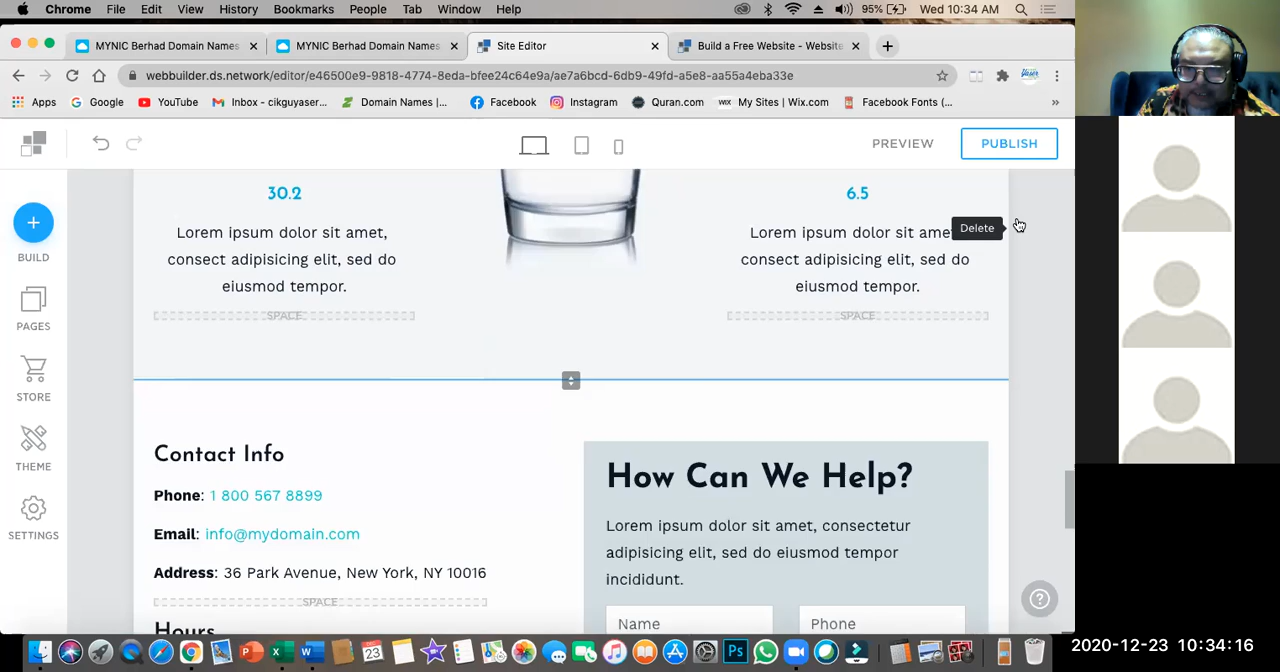 Chrome File Edit View History Bookmarks People Tab Window Help
95% Wed 10:34 AM
MYNIC Berhad Domain Names
MYNIC Berhad Domain Names
Site Editor
Build a Free Website - Website
webbuilder.ds.network/editor/e46500e9-9818-4774-8eda-bfee24c64e9a/ae7a6bcd-6db9-49fd-a5e8-aa55a4eba33e
Apps Google YouTube Inbox - cikguyaser... Domain Names |... Facebook Instagram Quran.com WIX My Sites | Wix.com Facebook Fonts (... »
PREVIEW PUBLISH
BUILD
PAGES
STORE
THEME
SETTINGS
30.2
Lorem ipsum dolor sit amet,
consect adipisicing elit, sed do
eiusmod tempor.
SPACE
6.5
Lorem ipsum dolor sit ame
consect adipisicing elit, sed do
eiusmod tempor.
SPACE
Delete
Contact Info
Phone: 1 800 567 8899
Email: info@mydomain.com
Address: 36 Park Avenue, New York, NY 10016
SPACE
Hours
How Can We Help?
Lorem ipsum dolor sit amet, consectetur
adipisicing elit, sed do eiusmod tempor
incididunt.
Name Phone
2020-12-23 10:34:16